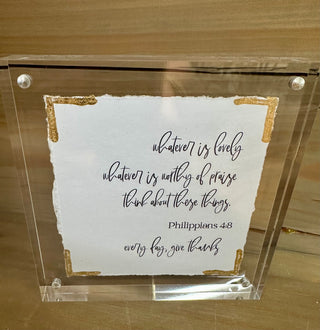 whatever is lovely
whatever is worthy of praise
think about these things.
Philippians 4:8
every day, give thanks